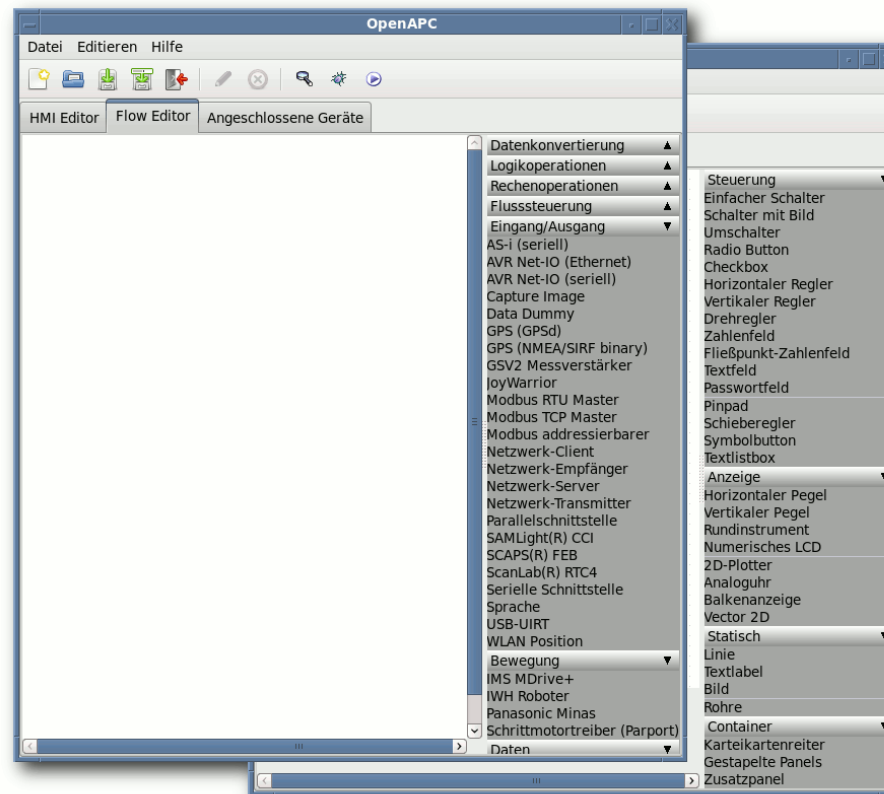 OpenAPC
Datei Editieren Hilfe
HMI Editor Flow Editor Angeschlossene Geräte
Datenkonvertierung
Logikoperationen
Rechenoperationen
Flusssteuerung
Eingang/Ausgang
AS-i (seriell)
AVR Net-IO (Ethernet)
AVR Net-IO (seriell)
Capture Image
Data Dummy
GPS (GPSd)
GPS (NMEA/SIRF binary)
GSV2 Messverstärker
JoyWarrior
Modbus RTU Master
Modbus TCP Master
Modbus addressierbarer
Netzwerk-Client
Netzwerk-Empfänger
Netzwerk-Server
Netzwerk-Transmitter
Parallelschnittstelle
SAMLight(R) CCI
SCAPS(R) FEB
ScanLab(R) RTC4
Serielle Schnittstelle
Sprache
USB-UIRT
WLAN Position
Bewegung
IMS MDrive+
IWH Roboter
Panasonic Minas
Schrittmotortreiber (Parport)
Daten
Steuerung
Einfacher Schalter
Schalter mit Bild
Umschalter
Radio Button
Checkbox
Horizontaler Regler
Vertikaler Regler
Drehregler
Zahlenfeld
Fließpunkt-Zahlenfeld
Textfeld
Passwortfeld
Pinpad
Schieberegler
Symbolbutton
Textlistbox
Anzeige
Horizontaler Pegel
Vertikaler Pegel
Rundinstrument
Numerisches LCD
2D-Plotter
Analoguhr
Balkenanzeige
Vector 2D
Statisch
Linie
Textlabel
Bild
Rohre
Container
Karteikartenreiter
Gestapelte Panels
Zusatzpanel